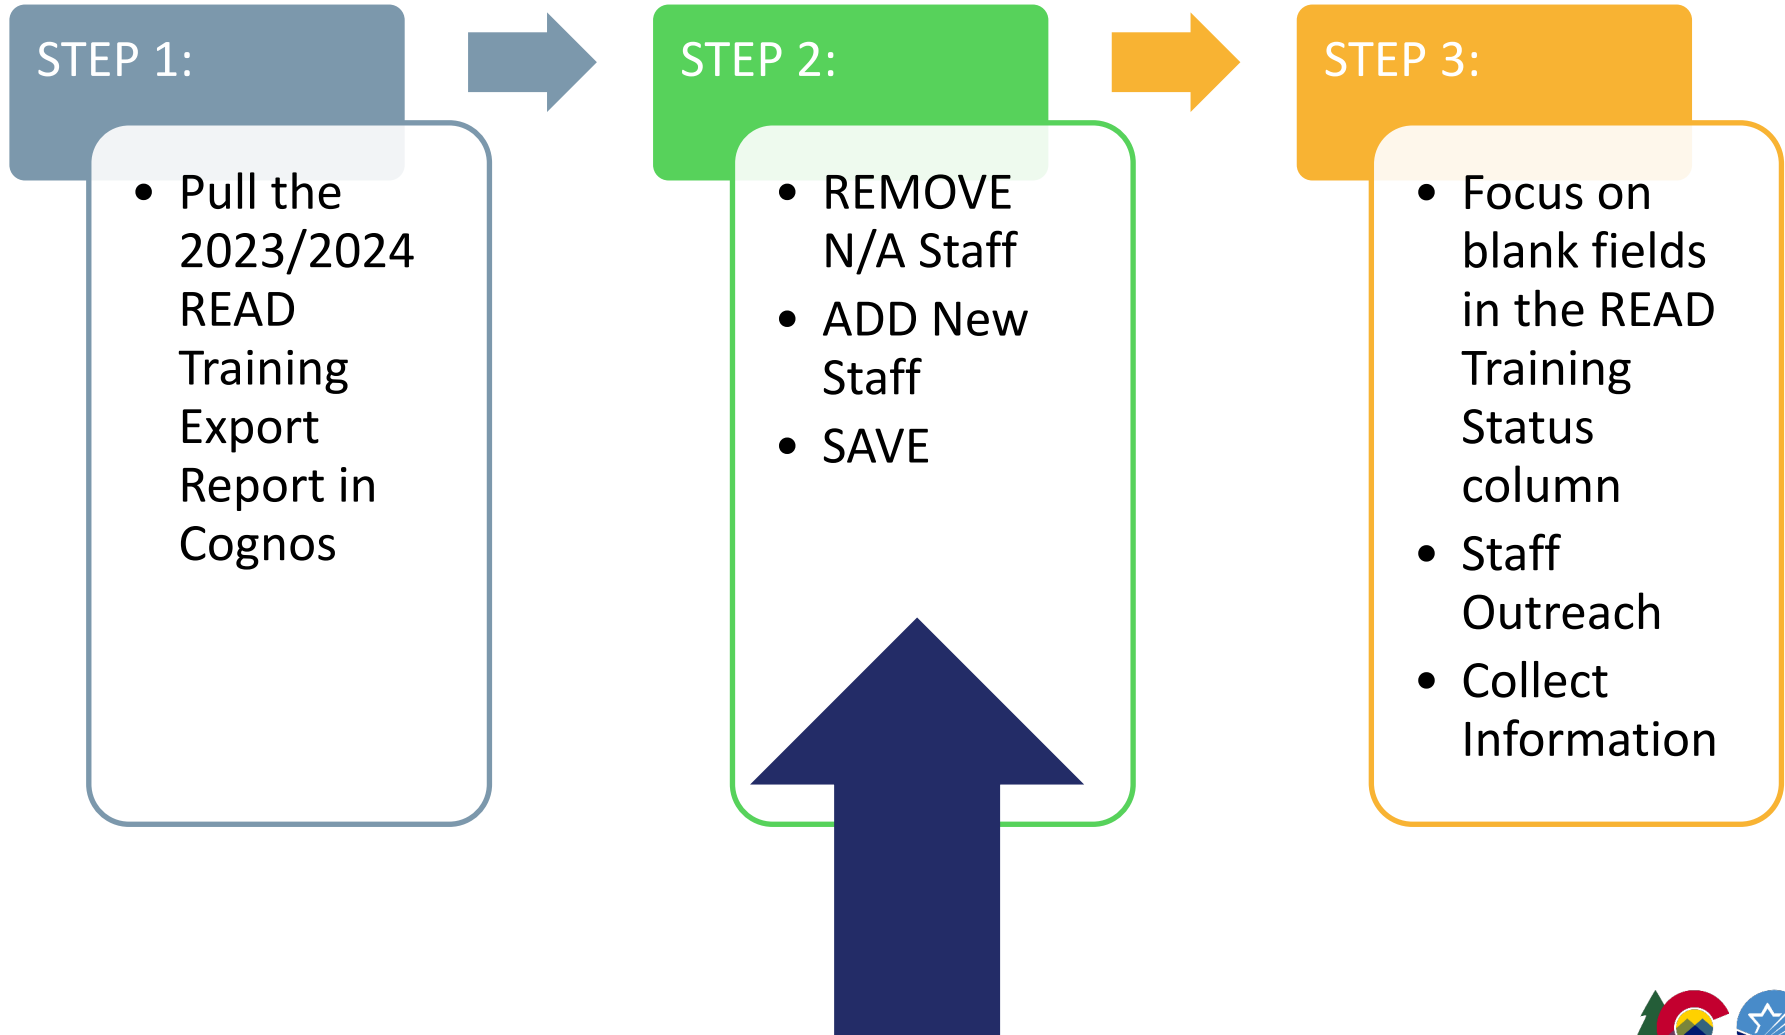 STEP 1:
• Pull the
2023/2024
READ
Training
Export
Report in
Cognos
STEP 2:
• REMOVE
N/A Staff
• ADD New
Staff
• SAVE
STEP 3:
• Focus on
blank fields
in the READ
Training
Status
column
• Staff
Outreach
• Collect
Information